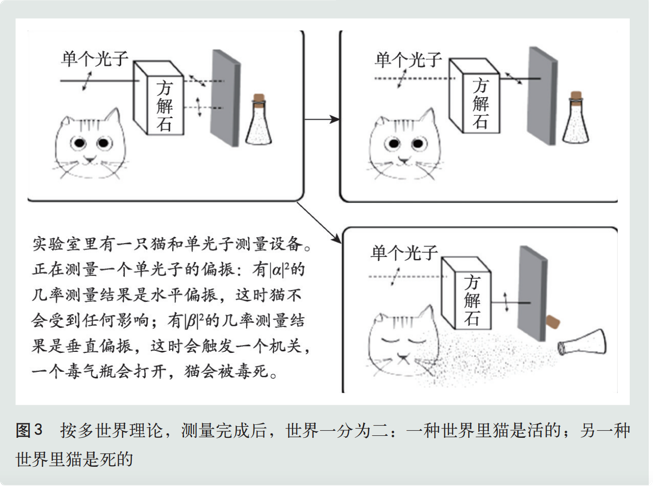 单个光子
方解石
单个光子
方解石
实验室里有一只猫和单光子测量设备。
正在测量一个单光子的偏振：有|α|²的
几率测量结果是水平偏振，这时猫不
会受到任何影响；有|β|²的几率测量结
果是垂直偏振，这时会触发一个机关，
一个毒气瓶会打开，猫会被毒死。
单个光子
方解石
图3 按多世界理论，测量完成后，世界一分为二：一种世界里猫是活的；另一种
世界里猫是死的